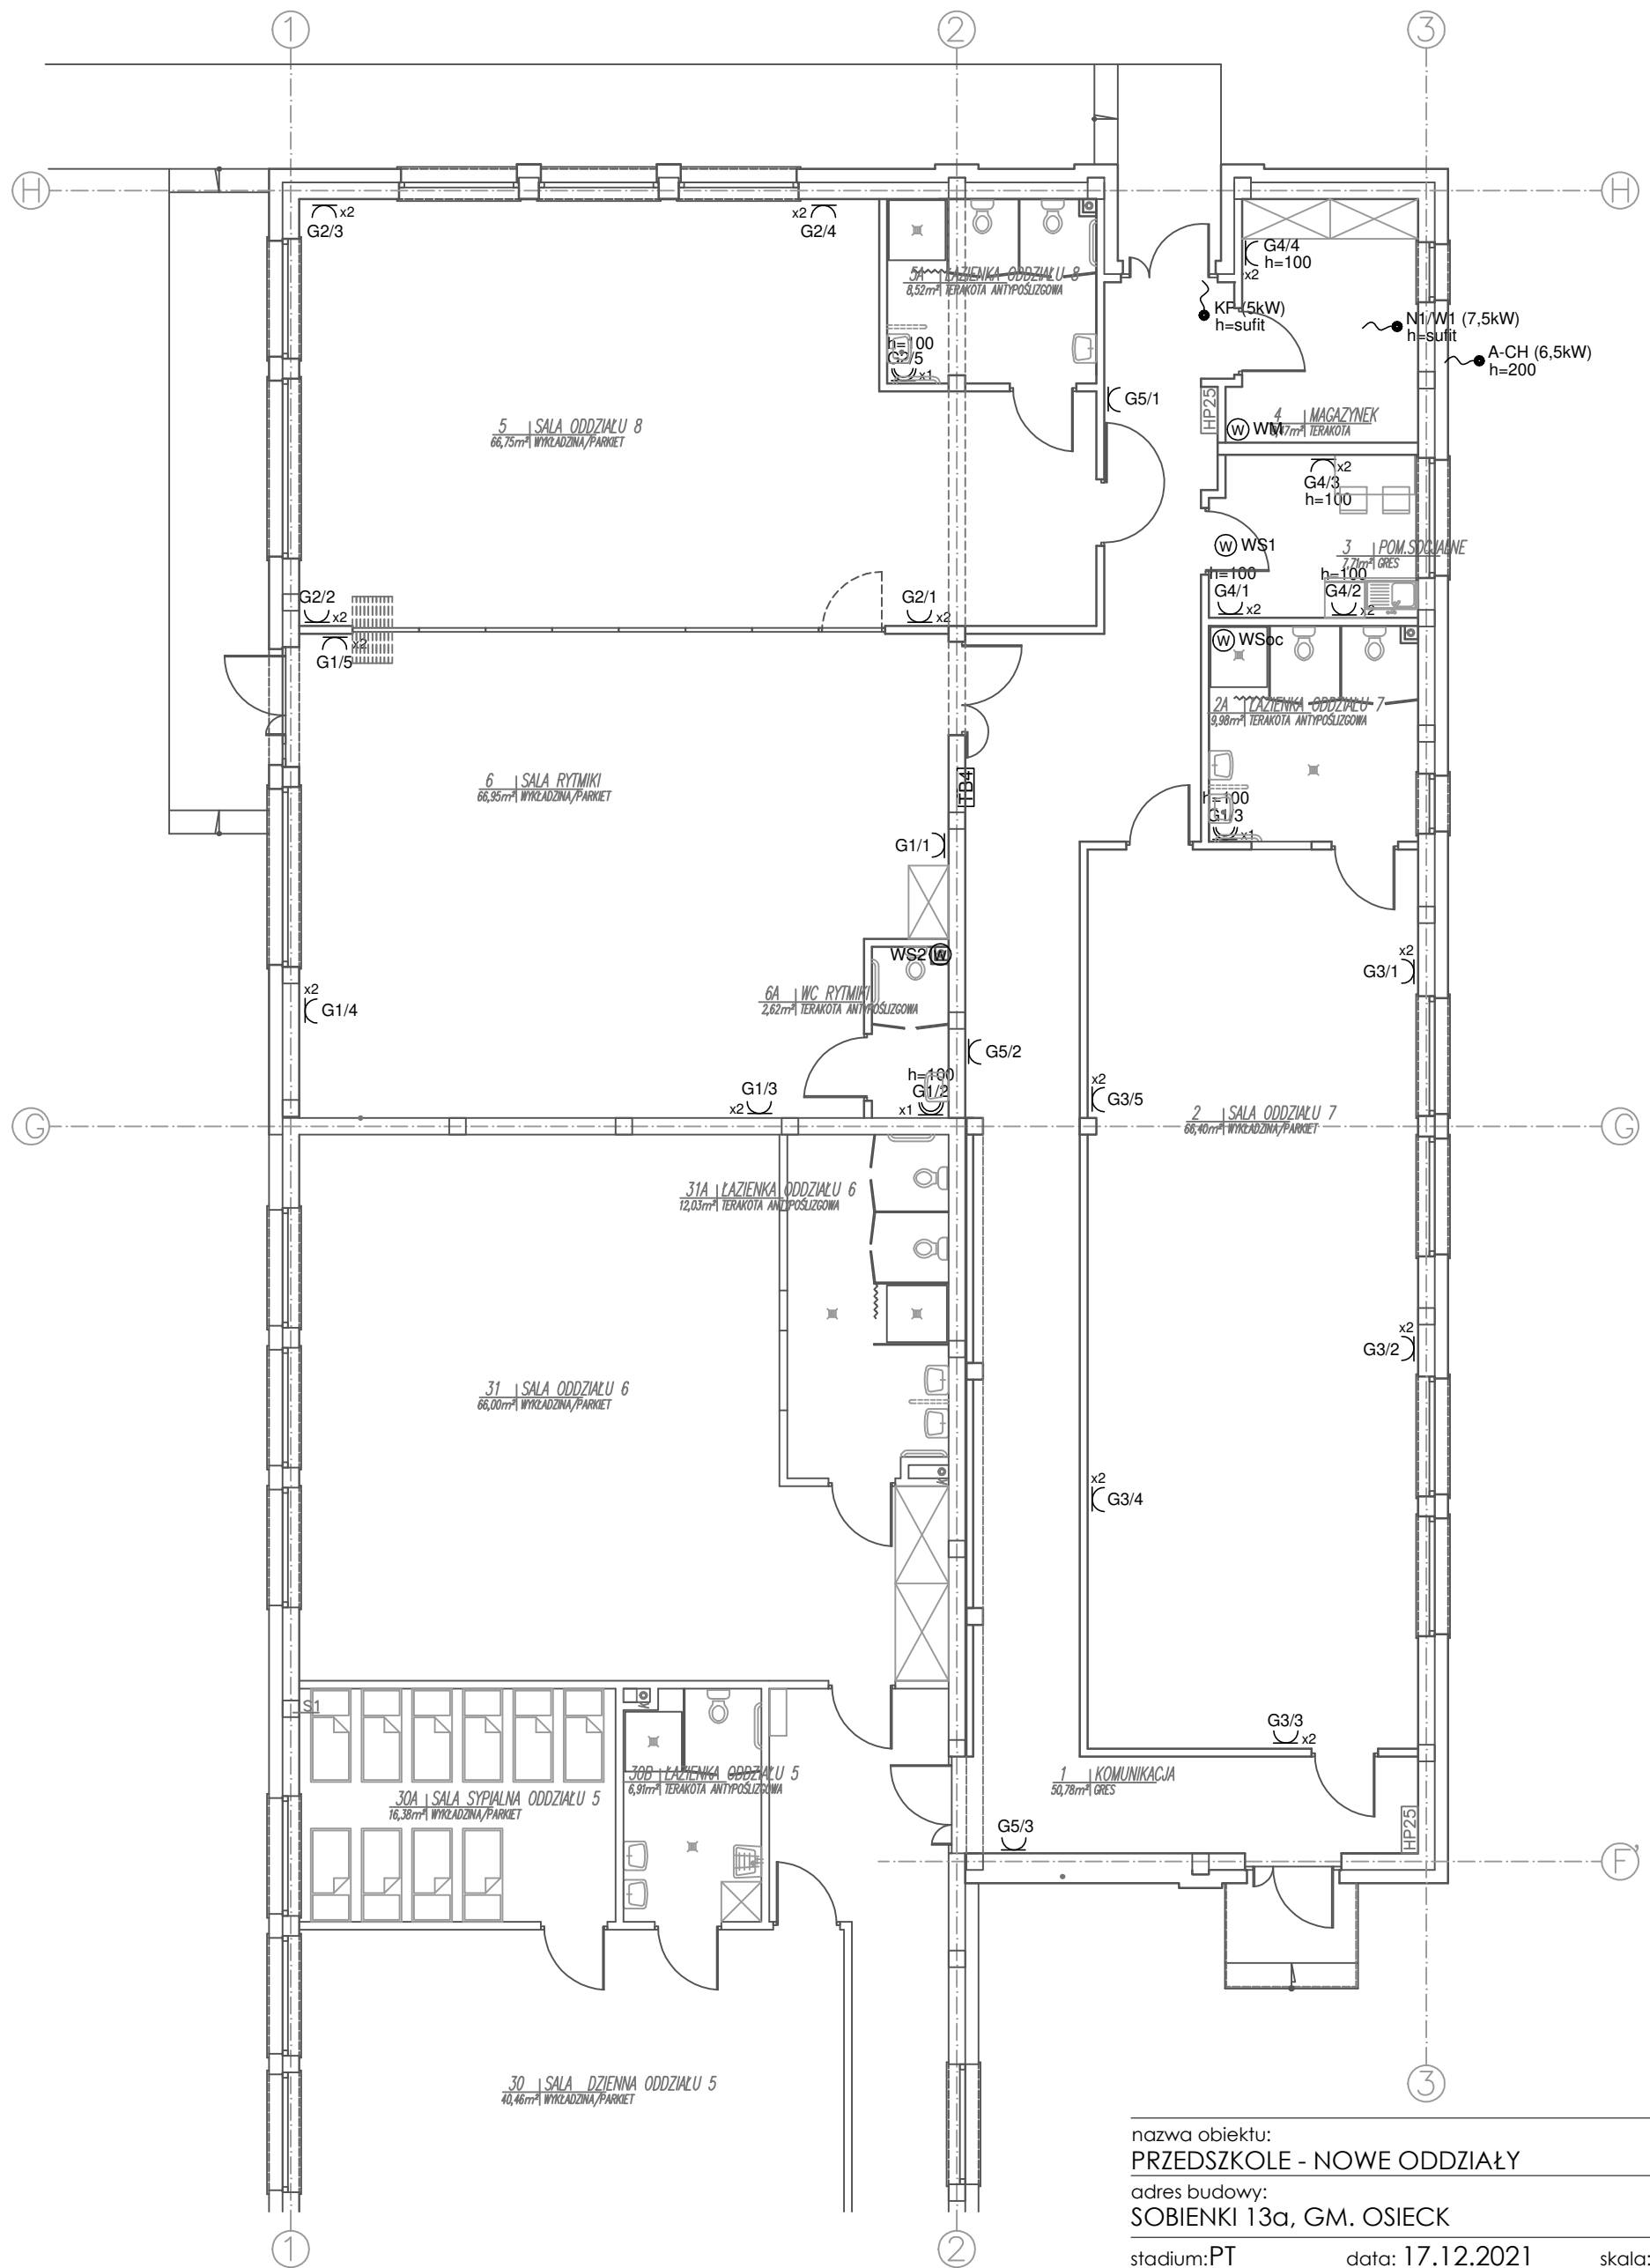 1
2
3
H
H
x2
G2/3
x2
G2/4
G4/4
h=100
x2
5A ŁAZIENKA ODDZIAŁU 8
8,52m² TERAKOTA ANTYPOŚLIZGOWA
KP (5kW)
h=sufit
N1/W1 (7,5kW)
h=sufit
A-CH (6,5kW)
h=200
h=100
G2/5
x1
G5/1
HP25
5 SALA ODDZIAŁU 8
66,75m² WYKŁADZINA/PARKIET
W WM
4 MAGAZYNEK
TERAKOTA
x2
G4/3
h=100
W WS1
3 POM.SOCJALNE
7,71m² GRES
h=100
G4/1
x2
h=100
G4/2
x2
G2/2
x2
G2/1
x2
x2
G1/5
W WSoc
2A ŁAZIENKA ODDZIAŁU 7
9,98m² TERAKOTA ANTYPOŚLIZGOWA
6 SALA RYTMIKI
66,95m² WYKŁADZINA/PARKIET
TB4
h=100
G1/3
x1
G1/1
WS2 W
x2
G3/1
6A WC RYTMIKI
2,62m² TERAKOTA ANTYPOŚLIZGOWA
x2
G1/4
G5/2
h=100
G1/2
x1
G1/3
x2
x2
G3/5
2 SALA ODDZIAŁU 7
66,40m² WYKŁADZINA/PARKIET
G
G
31A ŁAZIENKA ODDZIAŁU 6
12,03m² TERAKOTA ANTYPOŚLIZGOWA
x2
G3/2
31 SALA ODDZIAŁU 6
66,00m² WYKŁADZINA/PARKIET
x2
G3/4
S1
G3/3
x2
30B ŁAZIENKA ODDZIAŁU 5
6,91m² TERAKOTA ANTYPOŚLIZGOWA
1 KOMUNIKACJA
50,78m² GRES
30A SALA SYPIALNA ODDZIAŁU 5
16,38m² WYKŁADZINA/PARKIET
G5/3
HP25
F'
30 SALA DZIENNA ODDZIAŁU 5
40,46m² WYKŁADZINA/PARKIET
3
nazwa obiektu:
PRZEDSZKOLE - NOWE ODDZIAŁY
adres budowy:
SOBIENKI 13a, GM. OSIECK
stadium:PT data: 17.12.2021 skala:
1
2